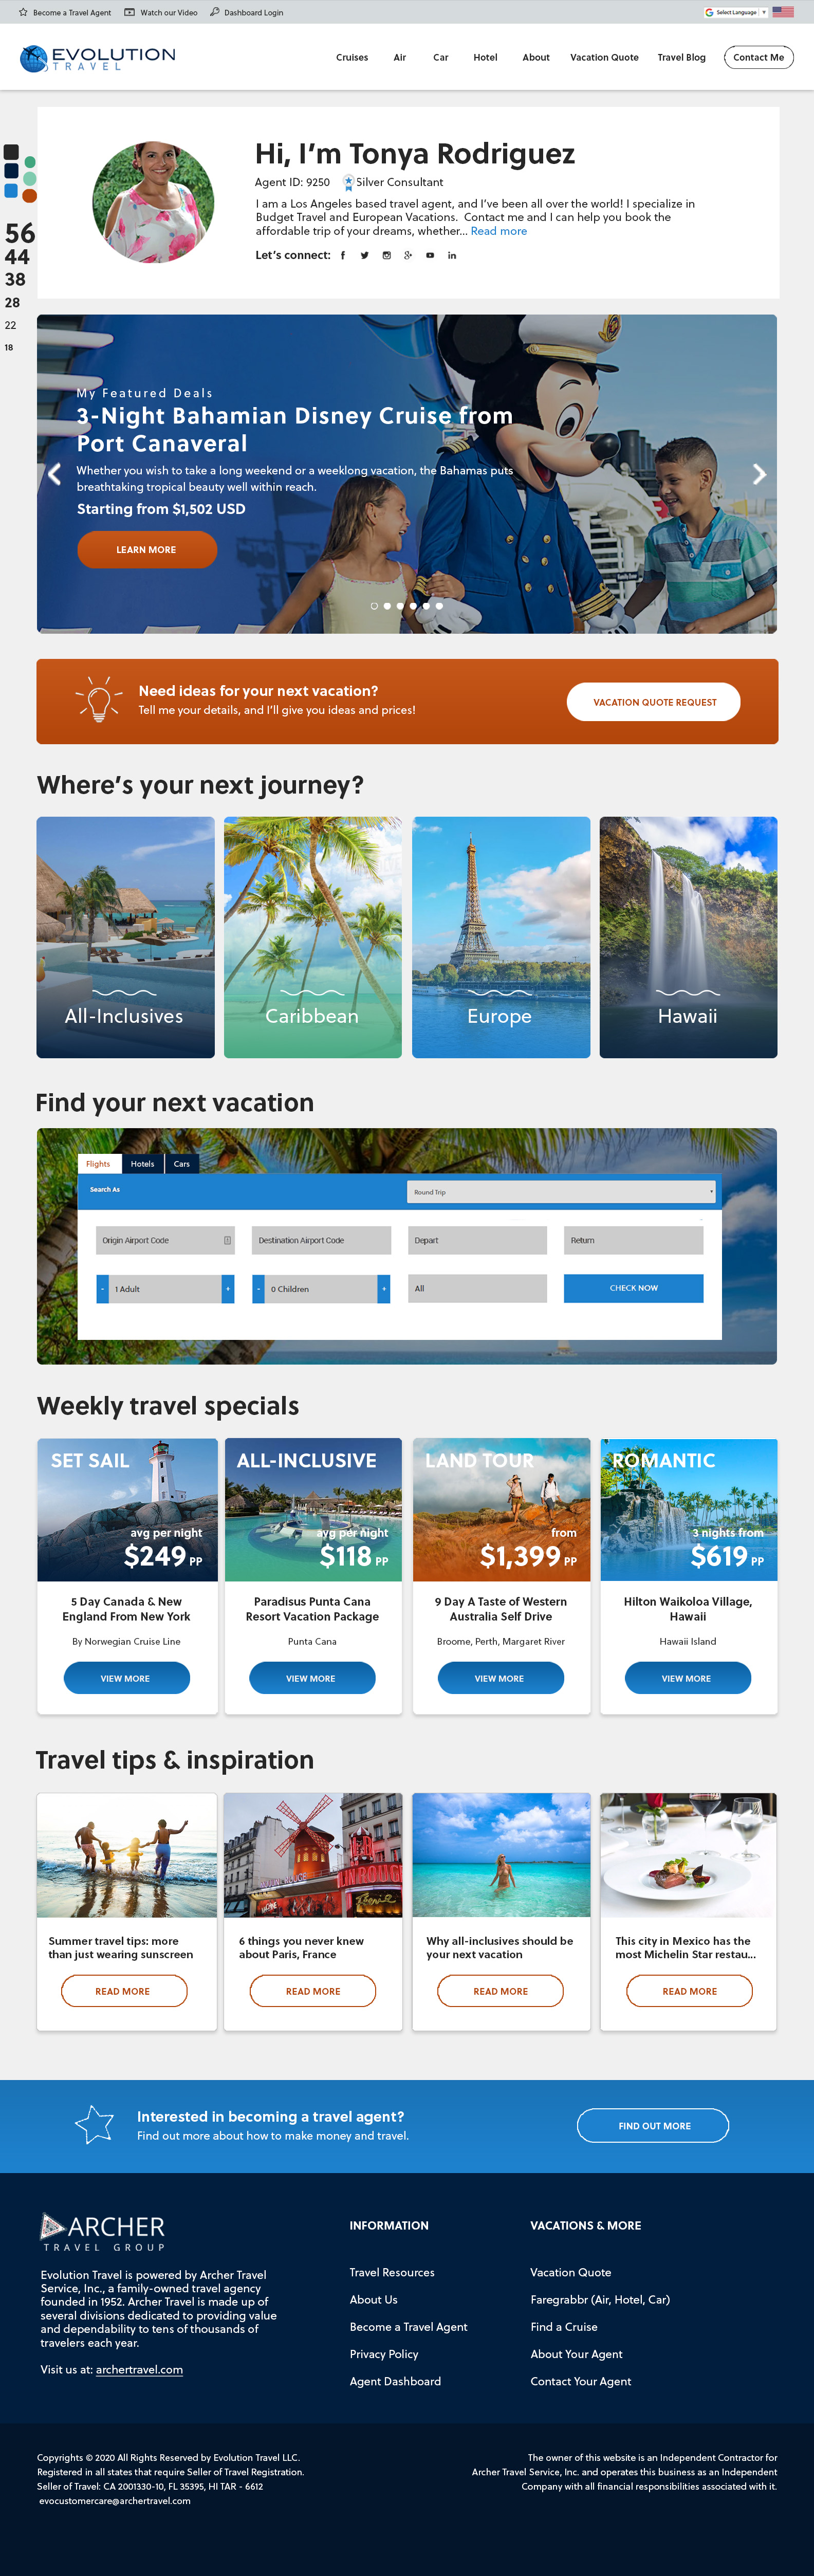 Become a Travel Agent
Watch our Video
Dashboard Login
Select Language
EVOLUTION
TRAVEL
Cruises
Air
Car
Hotel
About
Vacation Quote
Travel Blog
Contact Me
56
44
38
28
22
18
Hi, I'm Tonya Rodriguez
Agent ID: 9250
Silver Consultant
I am a Los Angeles based travel agent, and I've been all over the world! I specialize in
Budget Travel and European Vacations. Contact me and I can help you book the
affordable trip of your dreams, whether... Read more
Let's connect:
My Featured Deals
3-Night Bahamian Disney Cruise from
Port Canaveral
Whether you wish to take a long weekend or a weeklong vacation, the Bahamas puts
breathtaking tropical beauty well within reach.
Starting from $1,502 USD
LEARN MORE
Need ideas for your next vacation?
Tell me your details, and I'll give you ideas and prices!
VACATION QUOTE REQUEST
Where's your next journey?
All-Inclusives
Caribbean
Europe
Hawaii
Find your next vacation
Flights
Hotels
Cars
Search As
Round Trip
Origin Airport Code
Destination Airport Code
Depart
Return
- 1 Adult +
- 0 Children +
All
CHECK NOW
Weekly travel specials
SET SAIL
avg per night
$249 PP
5 Day Canada & New
England From New York
By Norwegian Cruise Line
VIEW MORE
ALL-INCLUSIVE
avg per night
$118 PP
Paradisus Punta Cana
Resort Vacation Package
Punta Cana
VIEW MORE
LAND TOUR
from
$1,399 PP
9 Day A Taste of Western
Australia Self Drive
Broome, Perth, Margaret River
VIEW MORE
ROMANTIC
3 nights from
$619 PP
Hilton Waikoloa Village,
Hawaii
Hawaii Island
VIEW MORE
Travel tips & inspiration
Summer travel tips: more
than just wearing sunscreen
READ MORE
6 things you never knew
about Paris, France
READ MORE
Why all-inclusives should be
your next vacation
READ MORE
This city in Mexico has the
most Michelin Star restau...
READ MORE
Interested in becoming a travel agent?
Find out more about how to make money and travel.
FIND OUT MORE
ARCHER
TRAVEL GROUP
Evolution Travel is powered by Archer Travel
Service, Inc., a family-owned travel agency
founded in 1952. Archer Travel is made up of
several divisions dedicated to providing value
and dependability to tens of thousands of
travelers each year.
Visit us at: archertravel.com
INFORMATION
Travel Resources
About Us
Become a Travel Agent
Privacy Policy
Agent Dashboard
VACATIONS & MORE
Vacation Quote
Faregrabbr (Air, Hotel, Car)
Find a Cruise
About Your Agent
Contact Your Agent
Copyrights © 2020 All Rights Reserved by Evolution Travel LLC.
Registered in all states that require Seller of Travel Registration.
Seller of Travel: CA 2001330-10, FL 35395, HI TAR - 6612
evocustomercare@archertravel.com
The owner of this website is an Independent Contractor for
Archer Travel Service, Inc. and operates this business as an Independent
Company with all financial responsibilities associated with it.